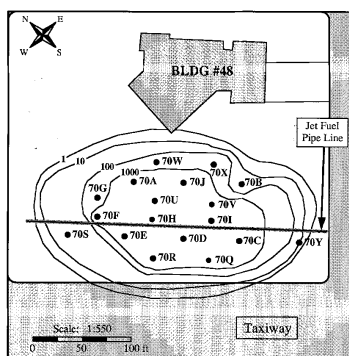 N E
W S
BLDG #48
Jet Fuel
Pipe Line
1 10 100 1000
70W
70X
70A
70J
70B
70G
70U
70V
70F
70H
70I
70S
70E
70D
70C
70Y
70R
70Q
Scale: 1:550
0 50 100 ft
Taxiway